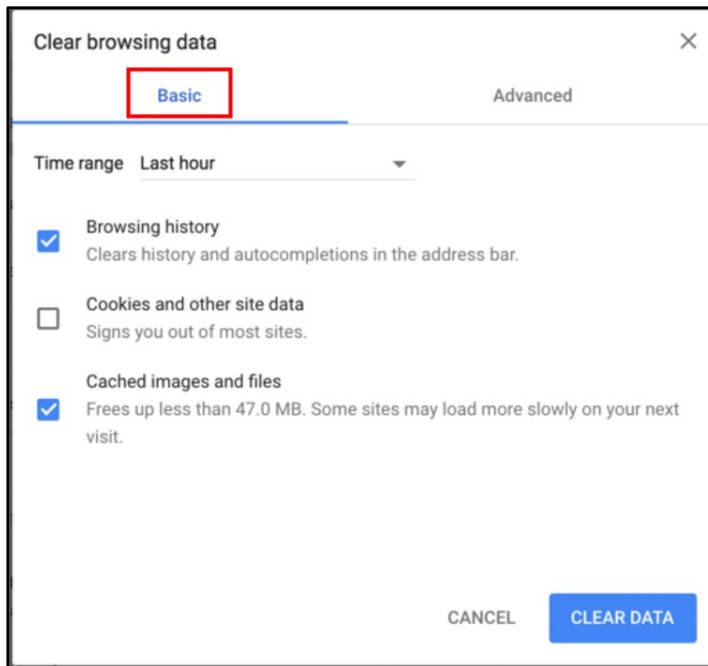 Clear browsing data
Basic
Advanced
Time range Last hour
Browsing history
Clears history and autocompletions in the address bar.
Cookies and other site data
Signs you out of most sites.
Cached images and files
Frees up less than 47.0 MB. Some sites may load more slowly on your next
visit.
CANCEL
CLEAR DATA